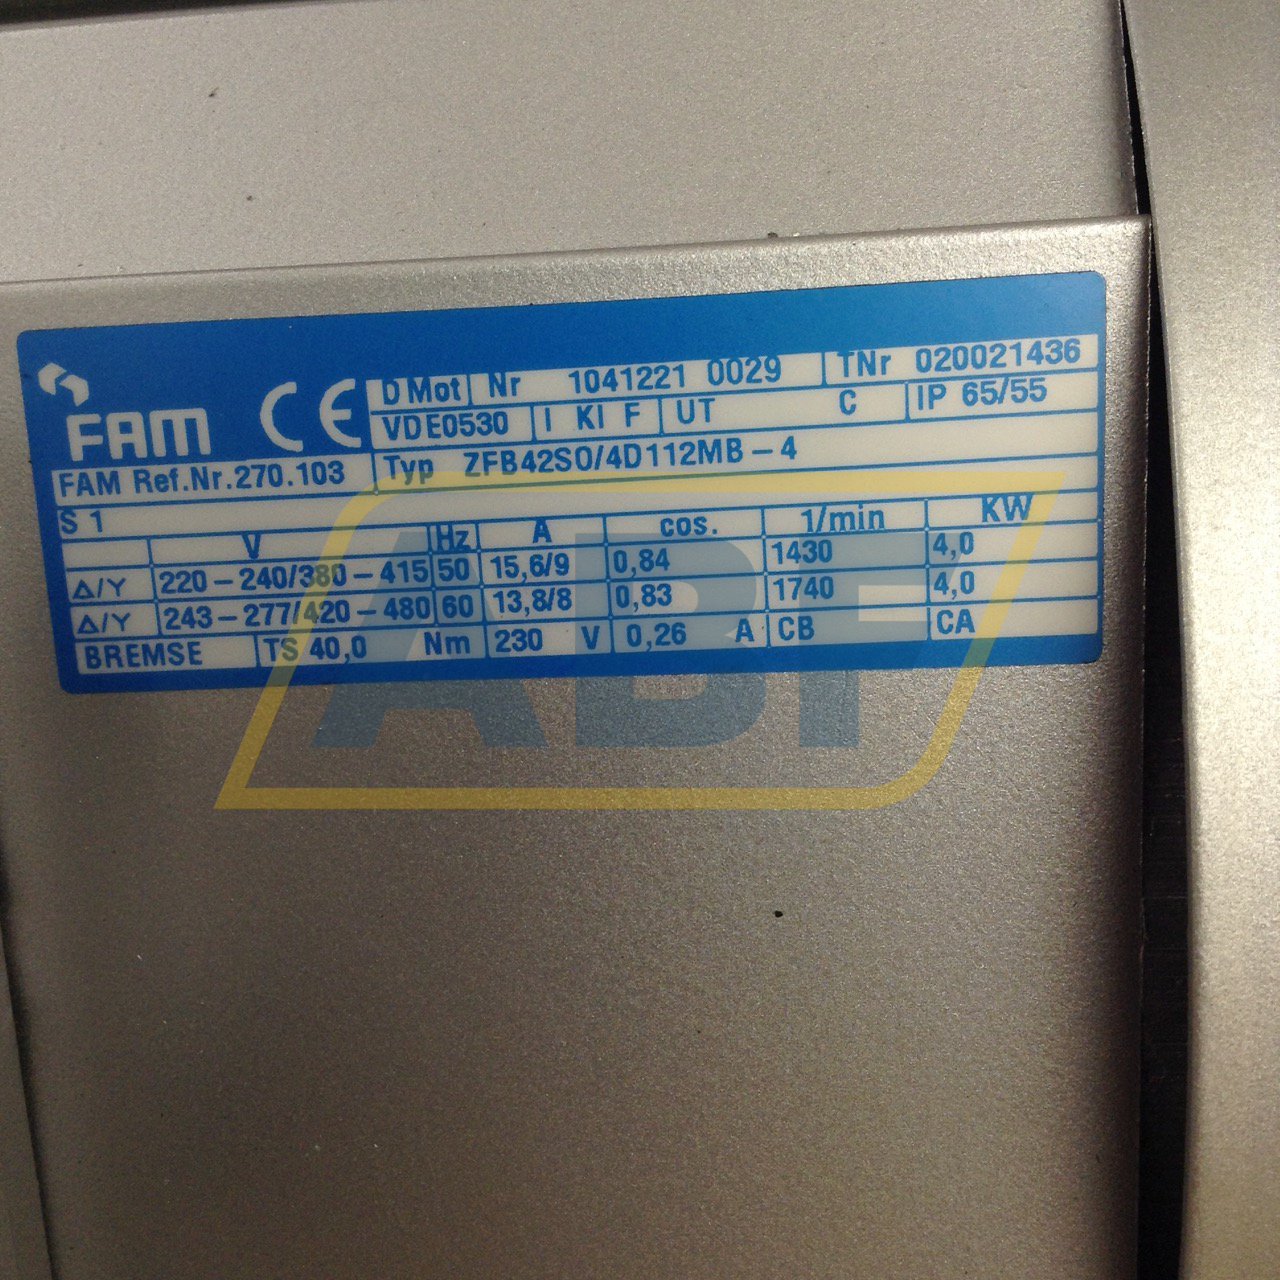 FAM CE
D Mot Nr 1041221 0029 TNr 020021436
VDE0530 I KI F UT C IP 65/55
FAM Ref.Nr.270.103 Typ ZFB42SO/4D112MB-4
S 1
V Hz A cos. 1/min KW
Δ/Y 220-240/380-415 50 15,6/9 0,84 1430 4,0
Δ/Y 243-277/420-480 60 13,8/8 0,83 1740 4,0
BREMSE TS 40,0 Nm 230 V 0,26 A CB CA
ABF